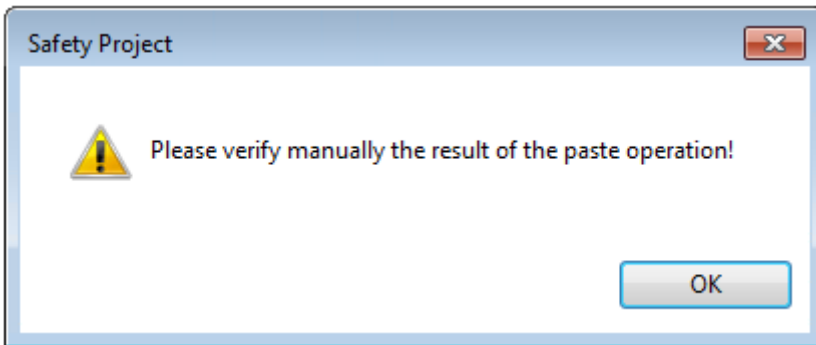 Safety Project
Please verify manually the result of the paste operation!
OK